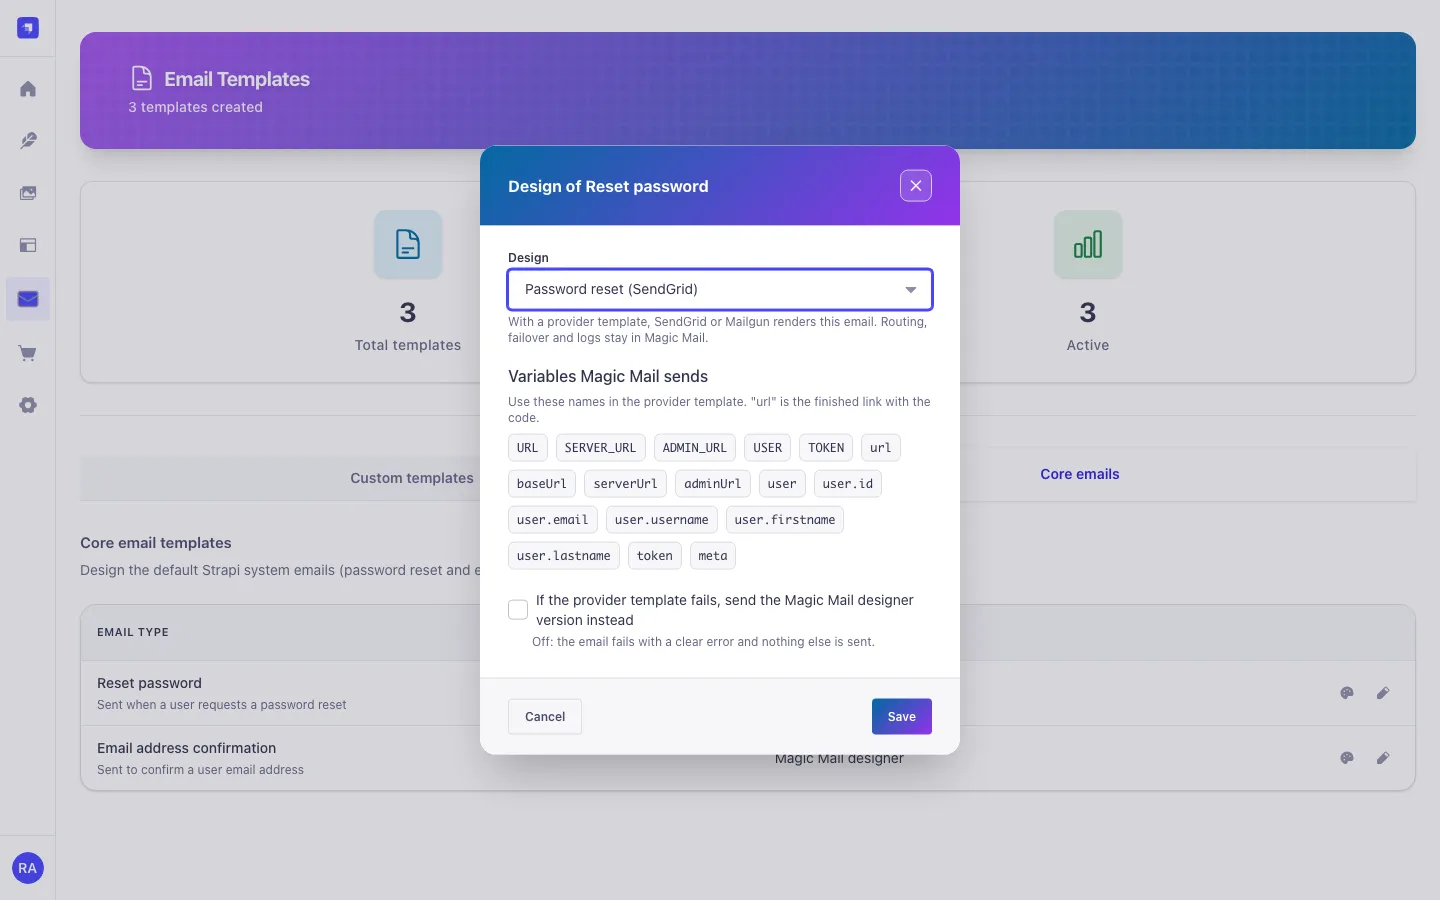 Email Templates
3 templates created
3
Total templates
3
Active
Custom templates
Core emails
Core email templates
Design the default Strapi system emails (password reset and e
EMAIL TYPE
Reset password
Sent when a user requests a password reset
Email address confirmation
Sent to confirm a user email address
Magic Mail designer
RA
Design of Reset password
Design
Password reset (SendGrid)
With a provider template, SendGrid or Mailgun renders this email. Routing,
failover and logs stay in Magic Mail.
Variables Magic Mail sends
Use these names in the provider template. "url" is the finished link with the
code.
URL SERVER_URL ADMIN_URL USER TOKEN url
baseUrl serverUrl adminUrl user user.id
user.email user.username user.firstname
user.lastname token meta
If the provider template fails, send the Magic Mail designer
version instead
Off: the email fails with a clear error and nothing else is sent.
Cancel
Save